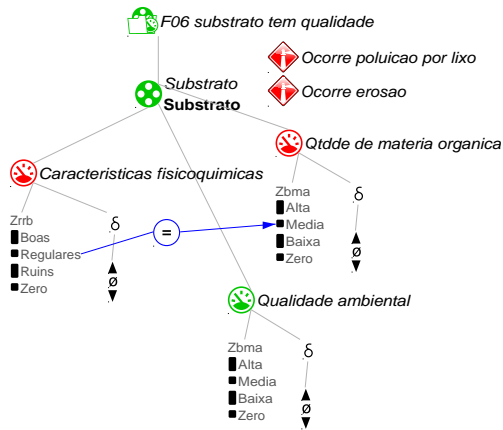 F06 substrato tem qualidade
Ocorre poluicao por lixo
Substrato
Substrato
Ocorre erosao
Qtdde de materia organica
Caracteristicas fisicoquimicas
Zbma
δ
Alta
Media
Baixa
Zero
ø
Zrrb
δ
Boas
Regulares
Ruins
Zero
ø
=
Qualidade ambiental
Zbma
δ
Alta
Media
Baixa
Zero
ø